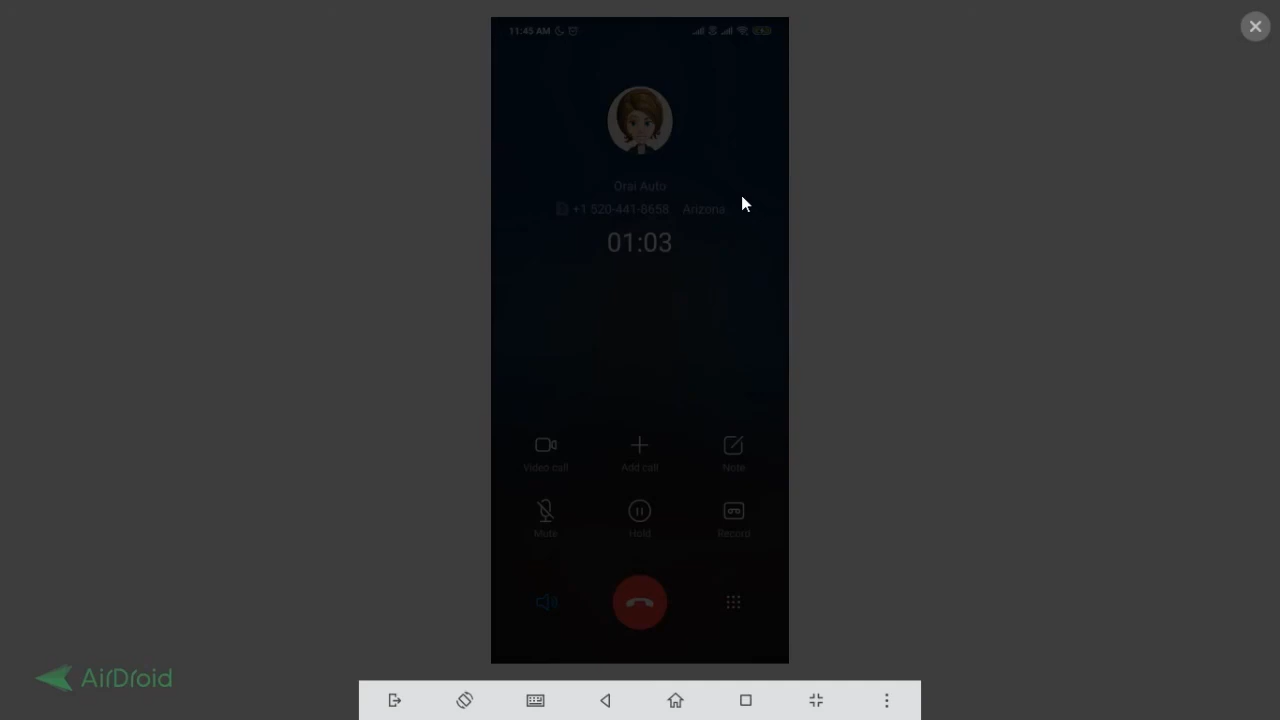 11:45 AM
Orai Auto
+1 520-441-8658 Arizona
01:03
Video call Add call Note
Mute Hold Record
AirDroid